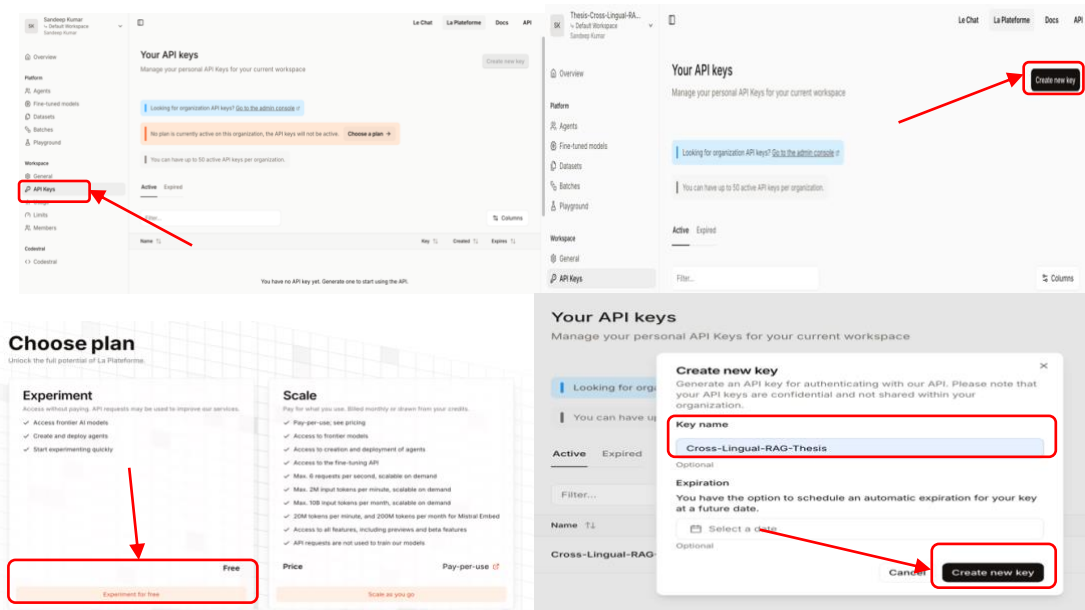 SK
Sandeep Kumar
Default Workspace
Sandeep Kumar
Le Chat
La Plateforme
Docs
API
Overview
Platform
Agents
Fine-tuned models
Datasets
Batches
Playground
Workspace
General
API Keys
Limits
Members
Codestral
Codestral
Your API keys
Manage your personal API Keys for your current workspace
Create new key
Looking for organization API keys? Go to the admin console
No plan is currently active on this organization, the API keys will not be active. Choose a plan →
You can have up to 50 active API keys per organization.
Active Expired
Filter...
Columns
Name Key Created Expires
You have no API key yet. Generate one to start using the API.
SK
Thesis-Cross-Lingual-RA...
Default Workspace
Sandeep Kumar
Le Chat
La Plateforme
Docs
API
Overview
Platform
Agents
Fine-tuned models
Datasets
Batches
Playground
Workspace
General
API Keys
Your API keys
Manage your personal API Keys for your current workspace
Create new key
Looking for organization API keys? Go to the admin console
You can have up to 50 active API keys per organization.
Active Expired
Filter...
Columns
Choose plan
Unlock the full potential of La Plateforme.
Experiment
Access without paying. API requests may be used to improve our services.
✓ Access frontier AI models
✓ Create and deploy agents
✓ Start experimenting quickly
Free
Experiment for free
Scale
Pay for what you use. Billed monthly or drawn from your credits.
✓ Pay-per-use; see pricing
✓ Access to frontier models
✓ Access to creation and deployment of agents
✓ Access to the fine-tuning API
✓ Max. 6 requests per second, scalable on demand
✓ Max. 2M input tokens per minute, scalable on demand
✓ Max. 10B input tokens per month, scalable on demand
✓ 20M tokens per minute, and 200M tokens per month for Mistral Embed
✓ Access to all features, including previews and beta features
✓ API requests are not used to train our models
Price Pay-per-use
Scale as you go
Your API keys
Manage your personal API Keys for your current workspace
Looking for orga
You can have u
Active Expired
Filter...
Name
Cross-Lingual-RAG-
Create new key
Generate an API key for authenticating with our API. Please note that
your API keys are confidential and not shared within your
organization.
Key name
Cross-Lingual-RAG-Thesis
Optional
Expiration
You have the option to schedule an automatic expiration for your key
at a future date.
Select a date
Optional
Cancel
Create new key